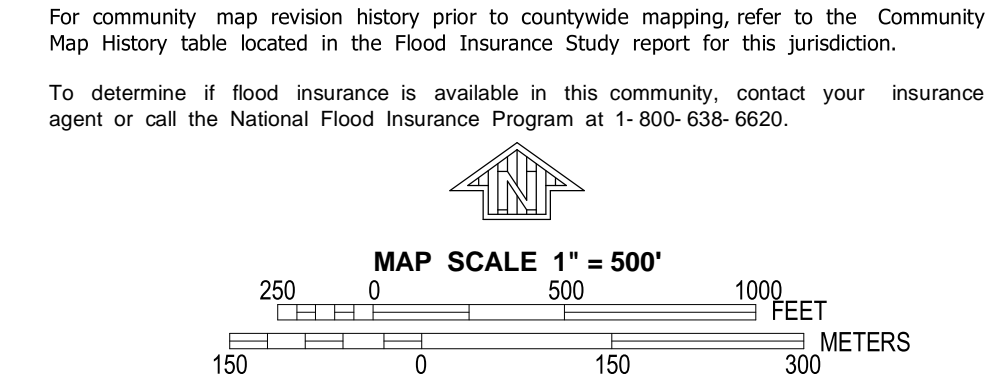 For community map revision history prior to countywide mapping, refer to the Community
Map History table located in the Flood Insurance Study report for this jurisdiction.
To determine if flood insurance is available in this community, contact your insurance
agent or call the National Flood Insurance Program at 1- 800- 638- 6620.
N
MAP SCALE 1" = 500'
250 0 500 1000
FEET
METERS
150 0 150 300